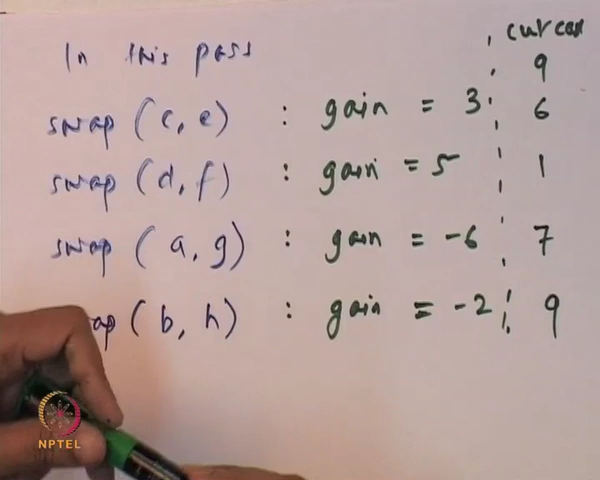 cut cost
In this pass 9
swap (c, e) : gain = 3 6
swap (d, f) : gain = 5 1
swap (a, g) : gain = -6 7
swap (b, h) : gain = -2 9
NPTEL